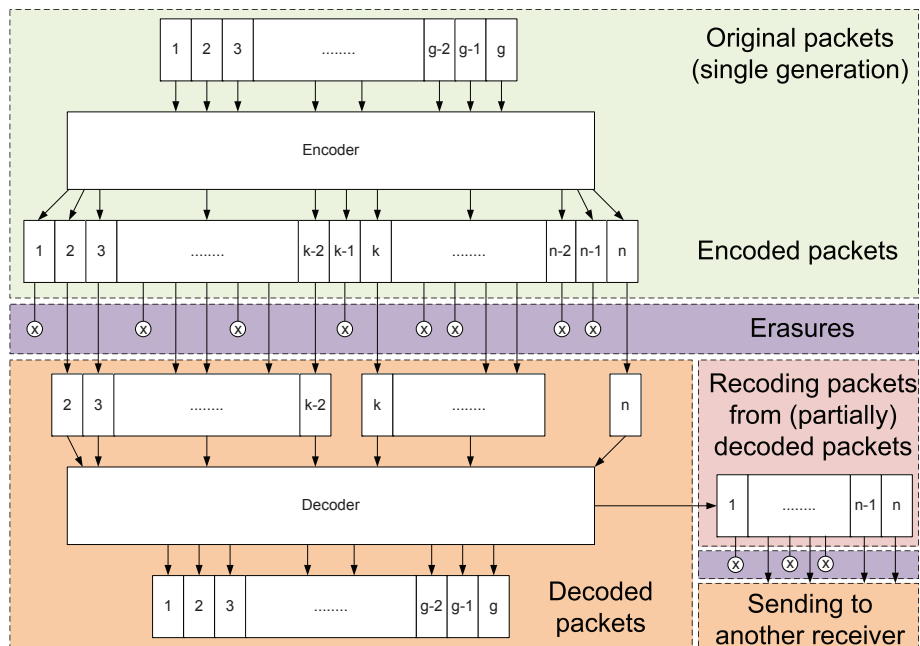 1 2 3 ........ g-2 g-1 g
Original packets
(single generation)
Encoder
1 2 3 ........ k-2 k-1 k ........ n-2 n-1 n
Encoded packets
x x x x x x x x
Erasures
2 3 ........ k-2 k ........ n
Recoding packets
from (partially)
decoded packets
Decoder
1 ........ n-1 n
x x x
1 2 3 ........ g-2 g-1 g
Decoded
packets
Sending to
another receiver